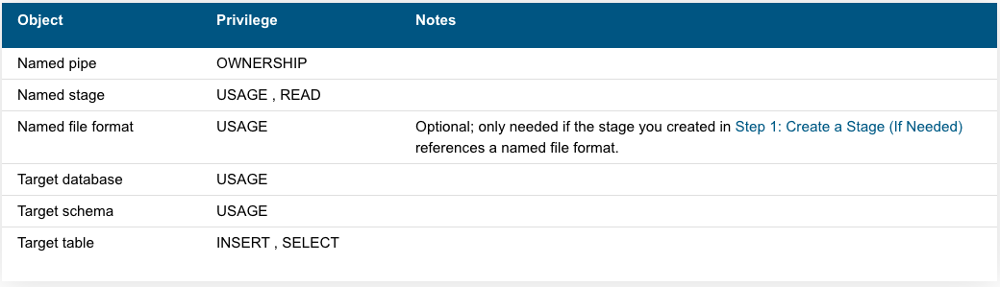 Object Privilege Notes
Named pipe OWNERSHIP
Named stage USAGE , READ
Named file format USAGE Optional; only needed if the stage you created in Step 1: Create a Stage (If Needed)
references a named file format.
Target database USAGE
Target schema USAGE
Target table INSERT , SELECT